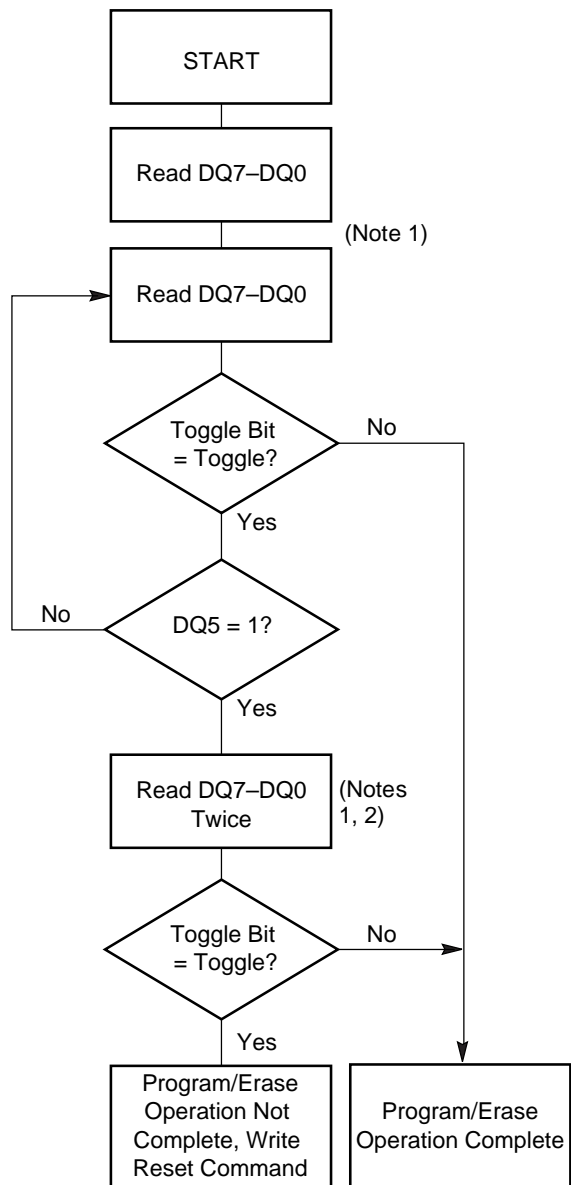 START
Read DQ7–DQ0
(Note 1)
Read DQ7–DQ0
Toggle Bit
= Toggle?
No
Yes
No
DQ5 = 1?
Yes
Read DQ7–DQ0
Twice
(Notes
1, 2)
Toggle Bit
= Toggle?
No
Yes
Program/Erase
Operation Not
Complete, Write
Reset Command
Program/Erase
Operation Complete